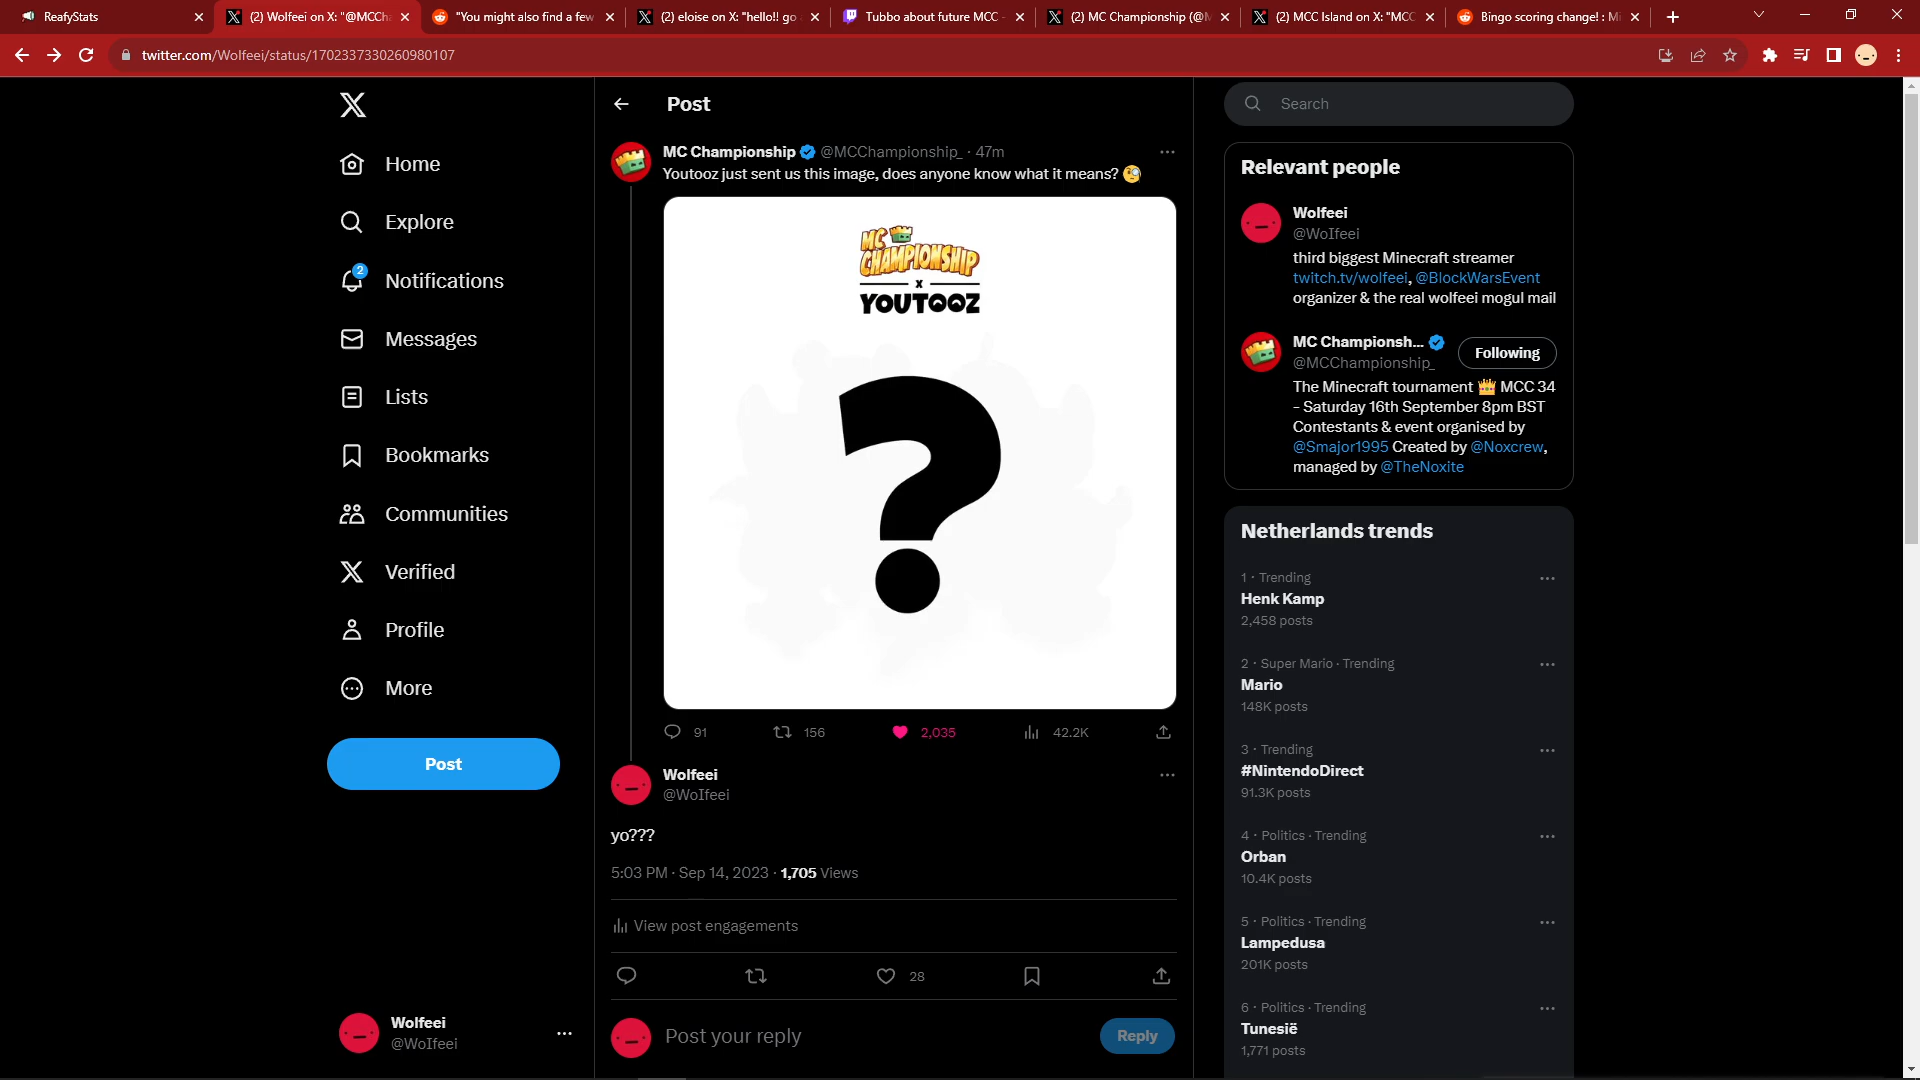 ReafyStats
(2) Wolfeei on X: "@MCCha
"You might also find a few
(2) eloise on X: "hello!! go
Tubbo about future MCC -
(2) MC Championship (@M
(2) MCC Island on X: "MCC
Bingo scoring change! : Mi
twitter.com/Wolfeei/status/1702337330260980107
Home
Explore
2
Notifications
Messages
Lists
Bookmarks
Communities
Verified
Profile
More
Post
Wolfeei
@WoIfeei
Post
MC Championship @MCChampionship_ · 47m
Youtooz just sent us this image, does anyone know what it means? 🧐
MC
CHAMPIONSHIP
X
YOUTOOZ
?
91 156 2,035 42.2K
Wolfeei
@WoIfeei
yo???
5:03 PM · Sep 14, 2023 · 1,705 Views
View post engagements
28
Post your reply
Reply
Search
Relevant people
Wolfeei
@WoIfeei
third biggest Minecraft streamer
twitch.tv/wolfeei, @BlockWarsEvent
organizer & the real wolfeei mogul mail
MC Championsh...
@MCChampionship_
Following
The Minecraft tournament 👑 MCC 34
- Saturday 16th September 8pm BST
Contestants & event organised by
@Smajor1995 Created by @Noxcrew,
managed by @TheNoxite
Netherlands trends
1 · Trending
Henk Kamp
2,458 posts
2 · Super Mario · Trending
Mario
148K posts
3 · Trending
#NintendoDirect
91.3K posts
4 · Politics · Trending
Orban
10.4K posts
5 · Politics · Trending
Lampedusa
201K posts
6 · Politics · Trending
Tunesië
1,771 posts